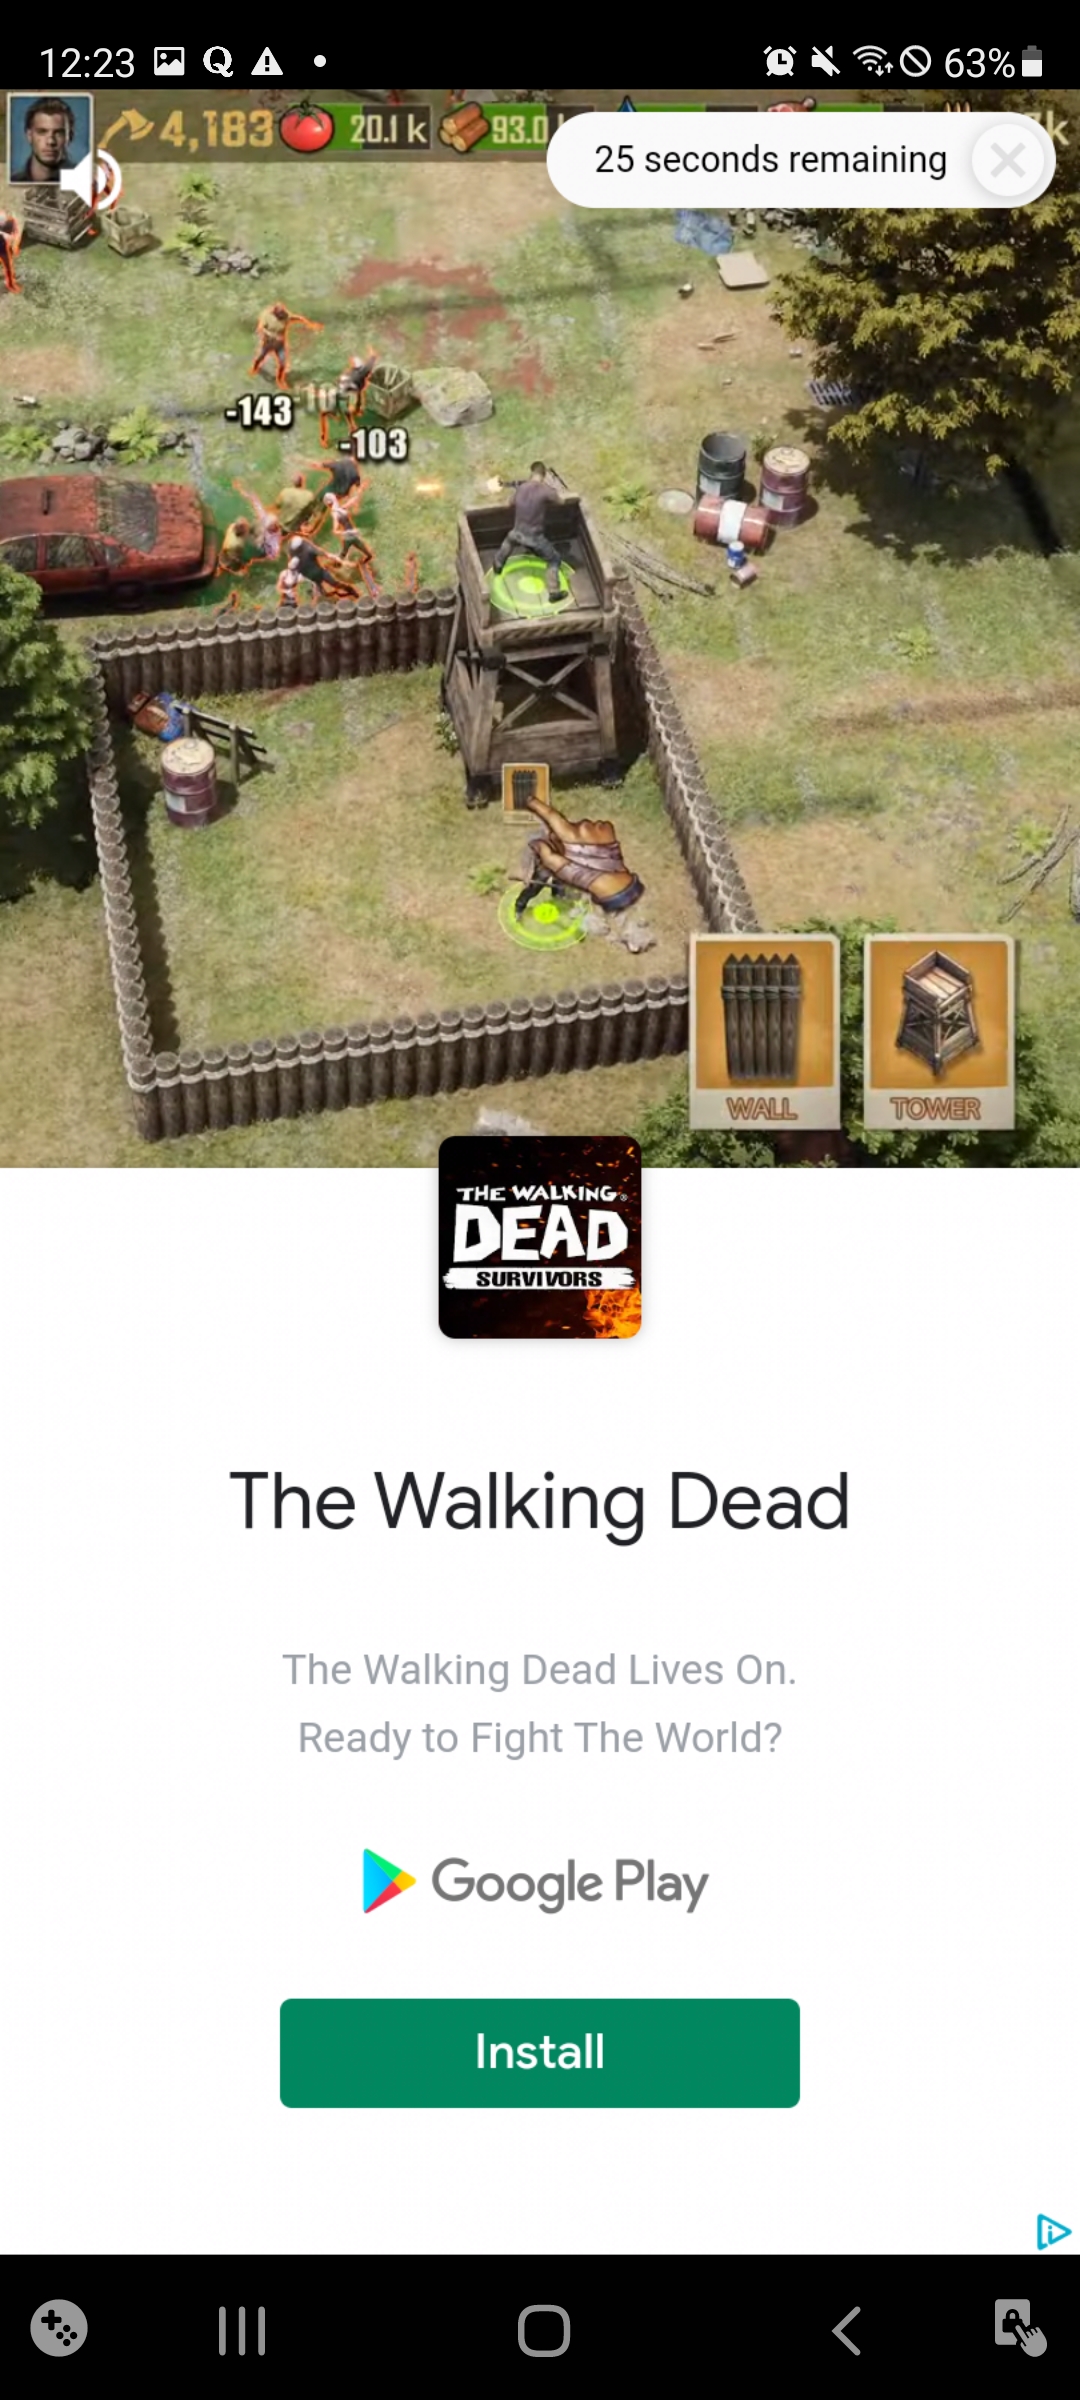 12:23
63%
4,183
20.1 k
93.0
k
25 seconds remaining
-143
-103
WALL
TOWER
THE WALKING
DEAD
SURVIVORS
The Walking Dead
The Walking Dead Lives On.
Ready to Fight The World?
Google Play
Install